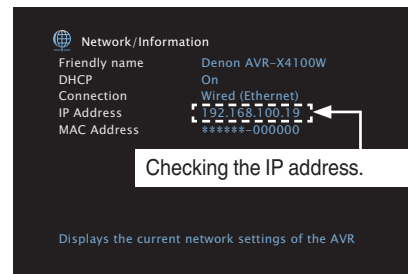 Network/Information
Friendly name Denon AVR-X4100W
DHCP On
Connection Wired (Ethernet)
IP Address 192.168.100.19
MAC Address ******-000000
Checking the IP address.
Displays the current network settings of the AVR